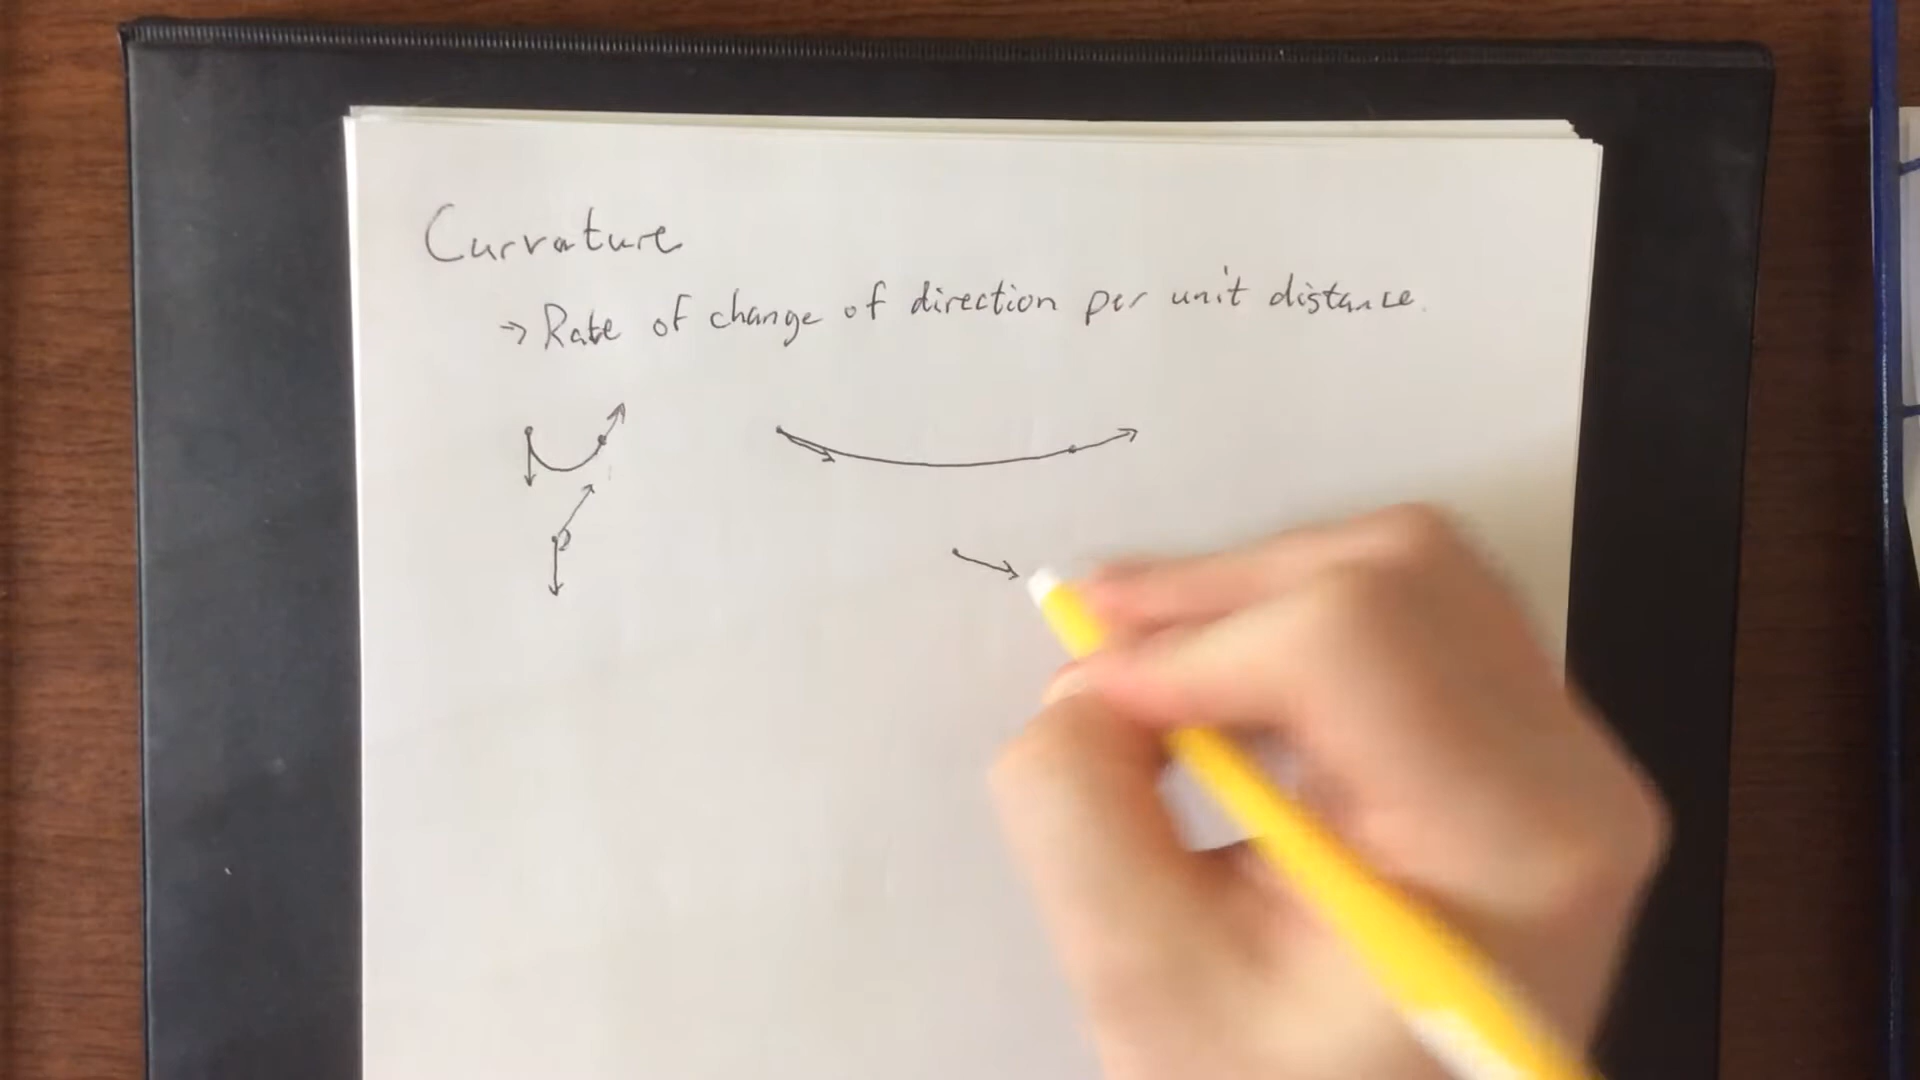 Curvature
→ Rate of change of direction per unit distance.